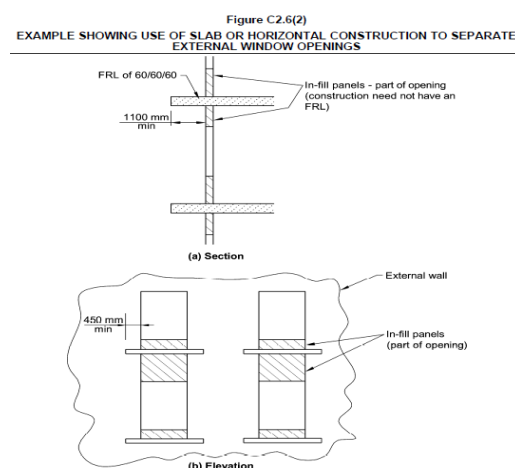 Figure C2.6(2)
EXAMPLE SHOWING USE OF SLAB OR HORIZONTAL CONSTRUCTION TO SEPARATE
EXTERNAL WINDOW OPENINGS
FRL of 60/60/60
In-fill panels - part of opening
(construction need not have an
FRL)
1100 mm
min
(a) Section
External wall
450 mm
min
In-fill panels
(part of opening)
(b) Elevation